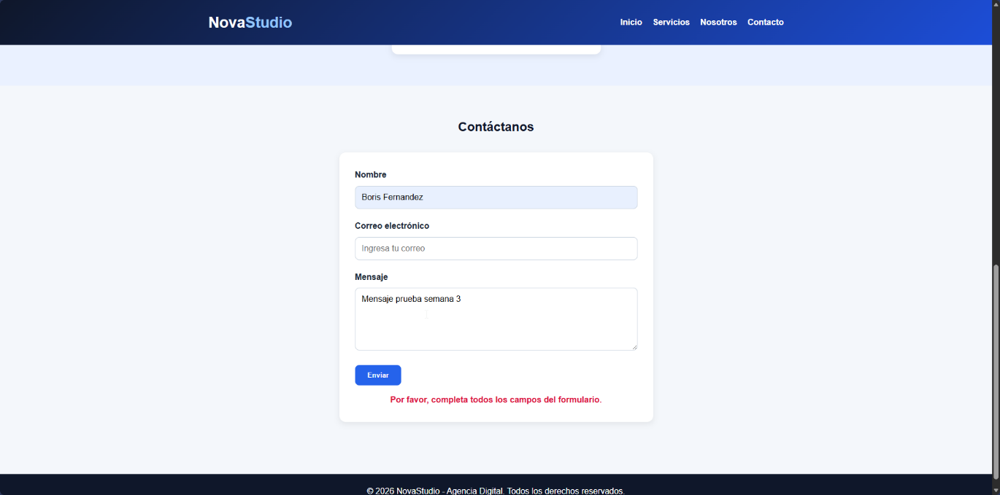 NovaStudio
Inicio Servicios Nosotros Contacto
Contáctanos
Nombre
Boris Fernandez
Correo electrónico
Ingresa tu correo
Mensaje
Mensaje prueba semana 3
Enviar
Por favor, completa todos los campos del formulario.
© 2026 NovaStudio - Agencia Digital. Todos los derechos reservados.